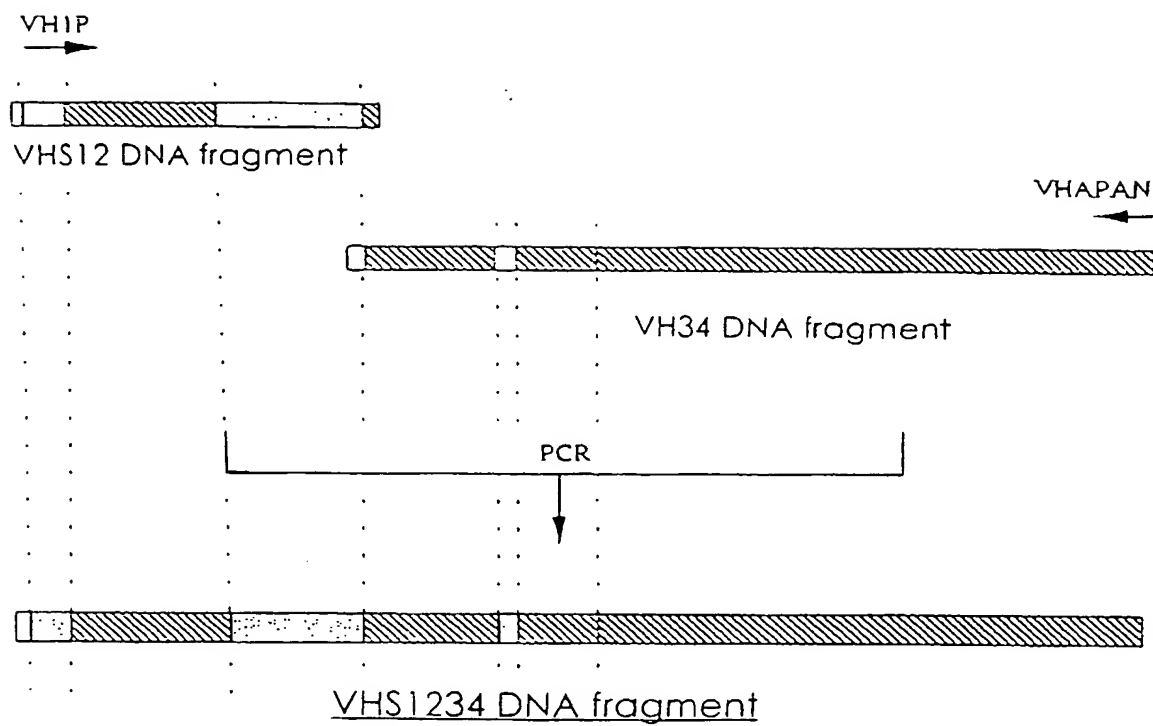 VH1P
VHS12 DNA fragment
VHAPAN
VH34 DNA fragment
PCR
VHS1234 DNA fragment